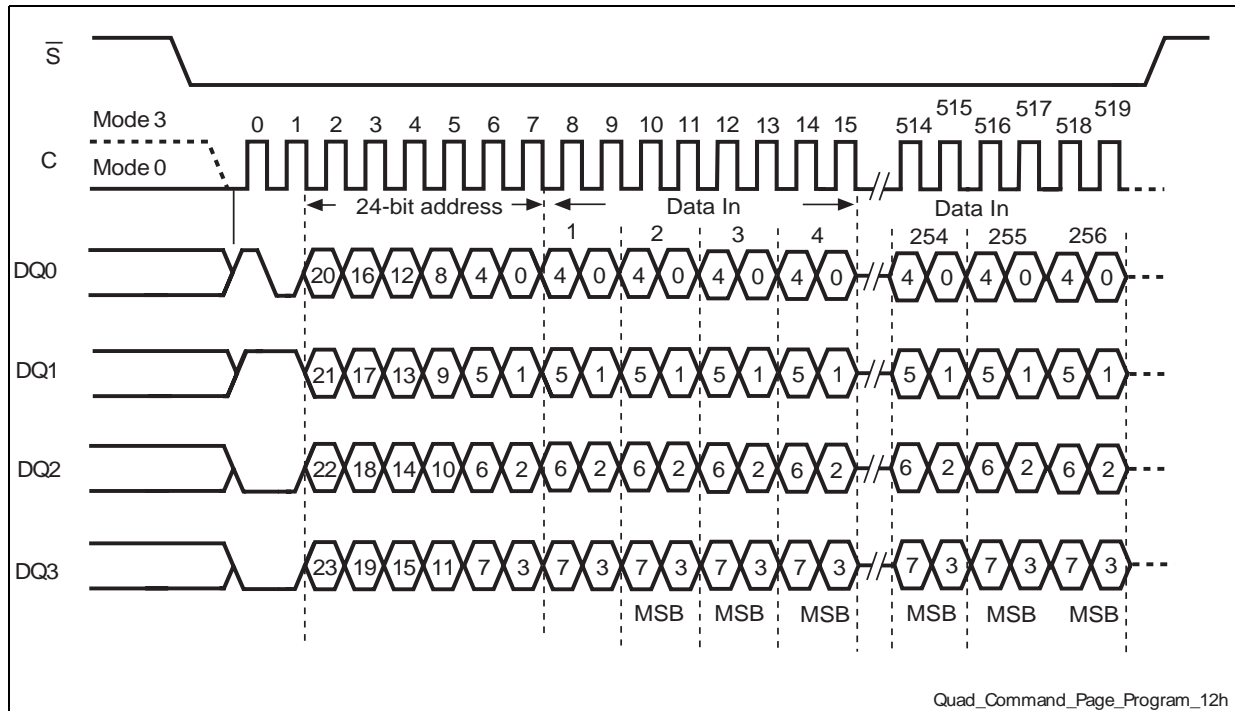 S
Mode 3
C
Mode 0
0 1 2 3 4 5 6 7 8 9 10 11 12 13 14 15 514 515 516 517 518 519
24-bit address
Data In
Data In
1 2 3 4 254 255 256
DQ0
20 16 12 8 4 0 4 0 4 0 4 0 4 0 4 0 4 0 4 0
DQ1
21 17 13 9 5 1 5 1 5 1 5 1 5 1 5 1 5 1 5 1
DQ2
22 18 14 10 6 2 6 2 6 2 6 2 6 2 6 2 6 2 6 2
DQ3
23 19 15 11 7 3 7 3 7 3 7 3 7 3 7 3 7 3 7 3
MSB MSB MSB MSB MSB MSB
Quad_Command_Page_Program_12h